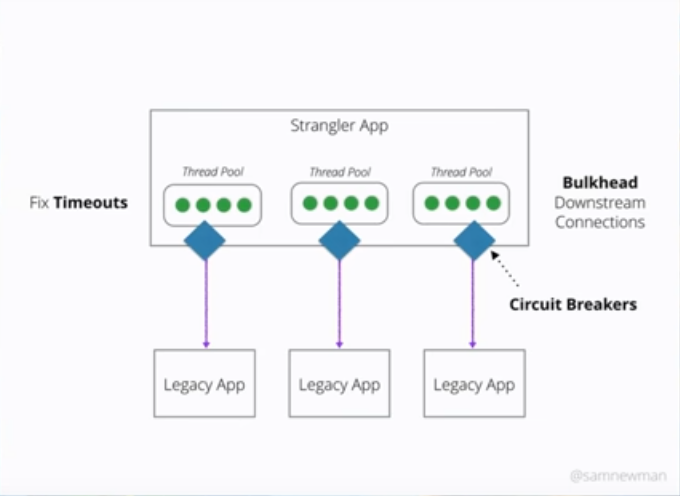 Strangler App
Thread Pool
Thread Pool
Thread Pool
Fix Timeouts
Bulkhead
Downstream
Connections
Circuit Breakers
Legacy App
Legacy App
Legacy App
@samnewman